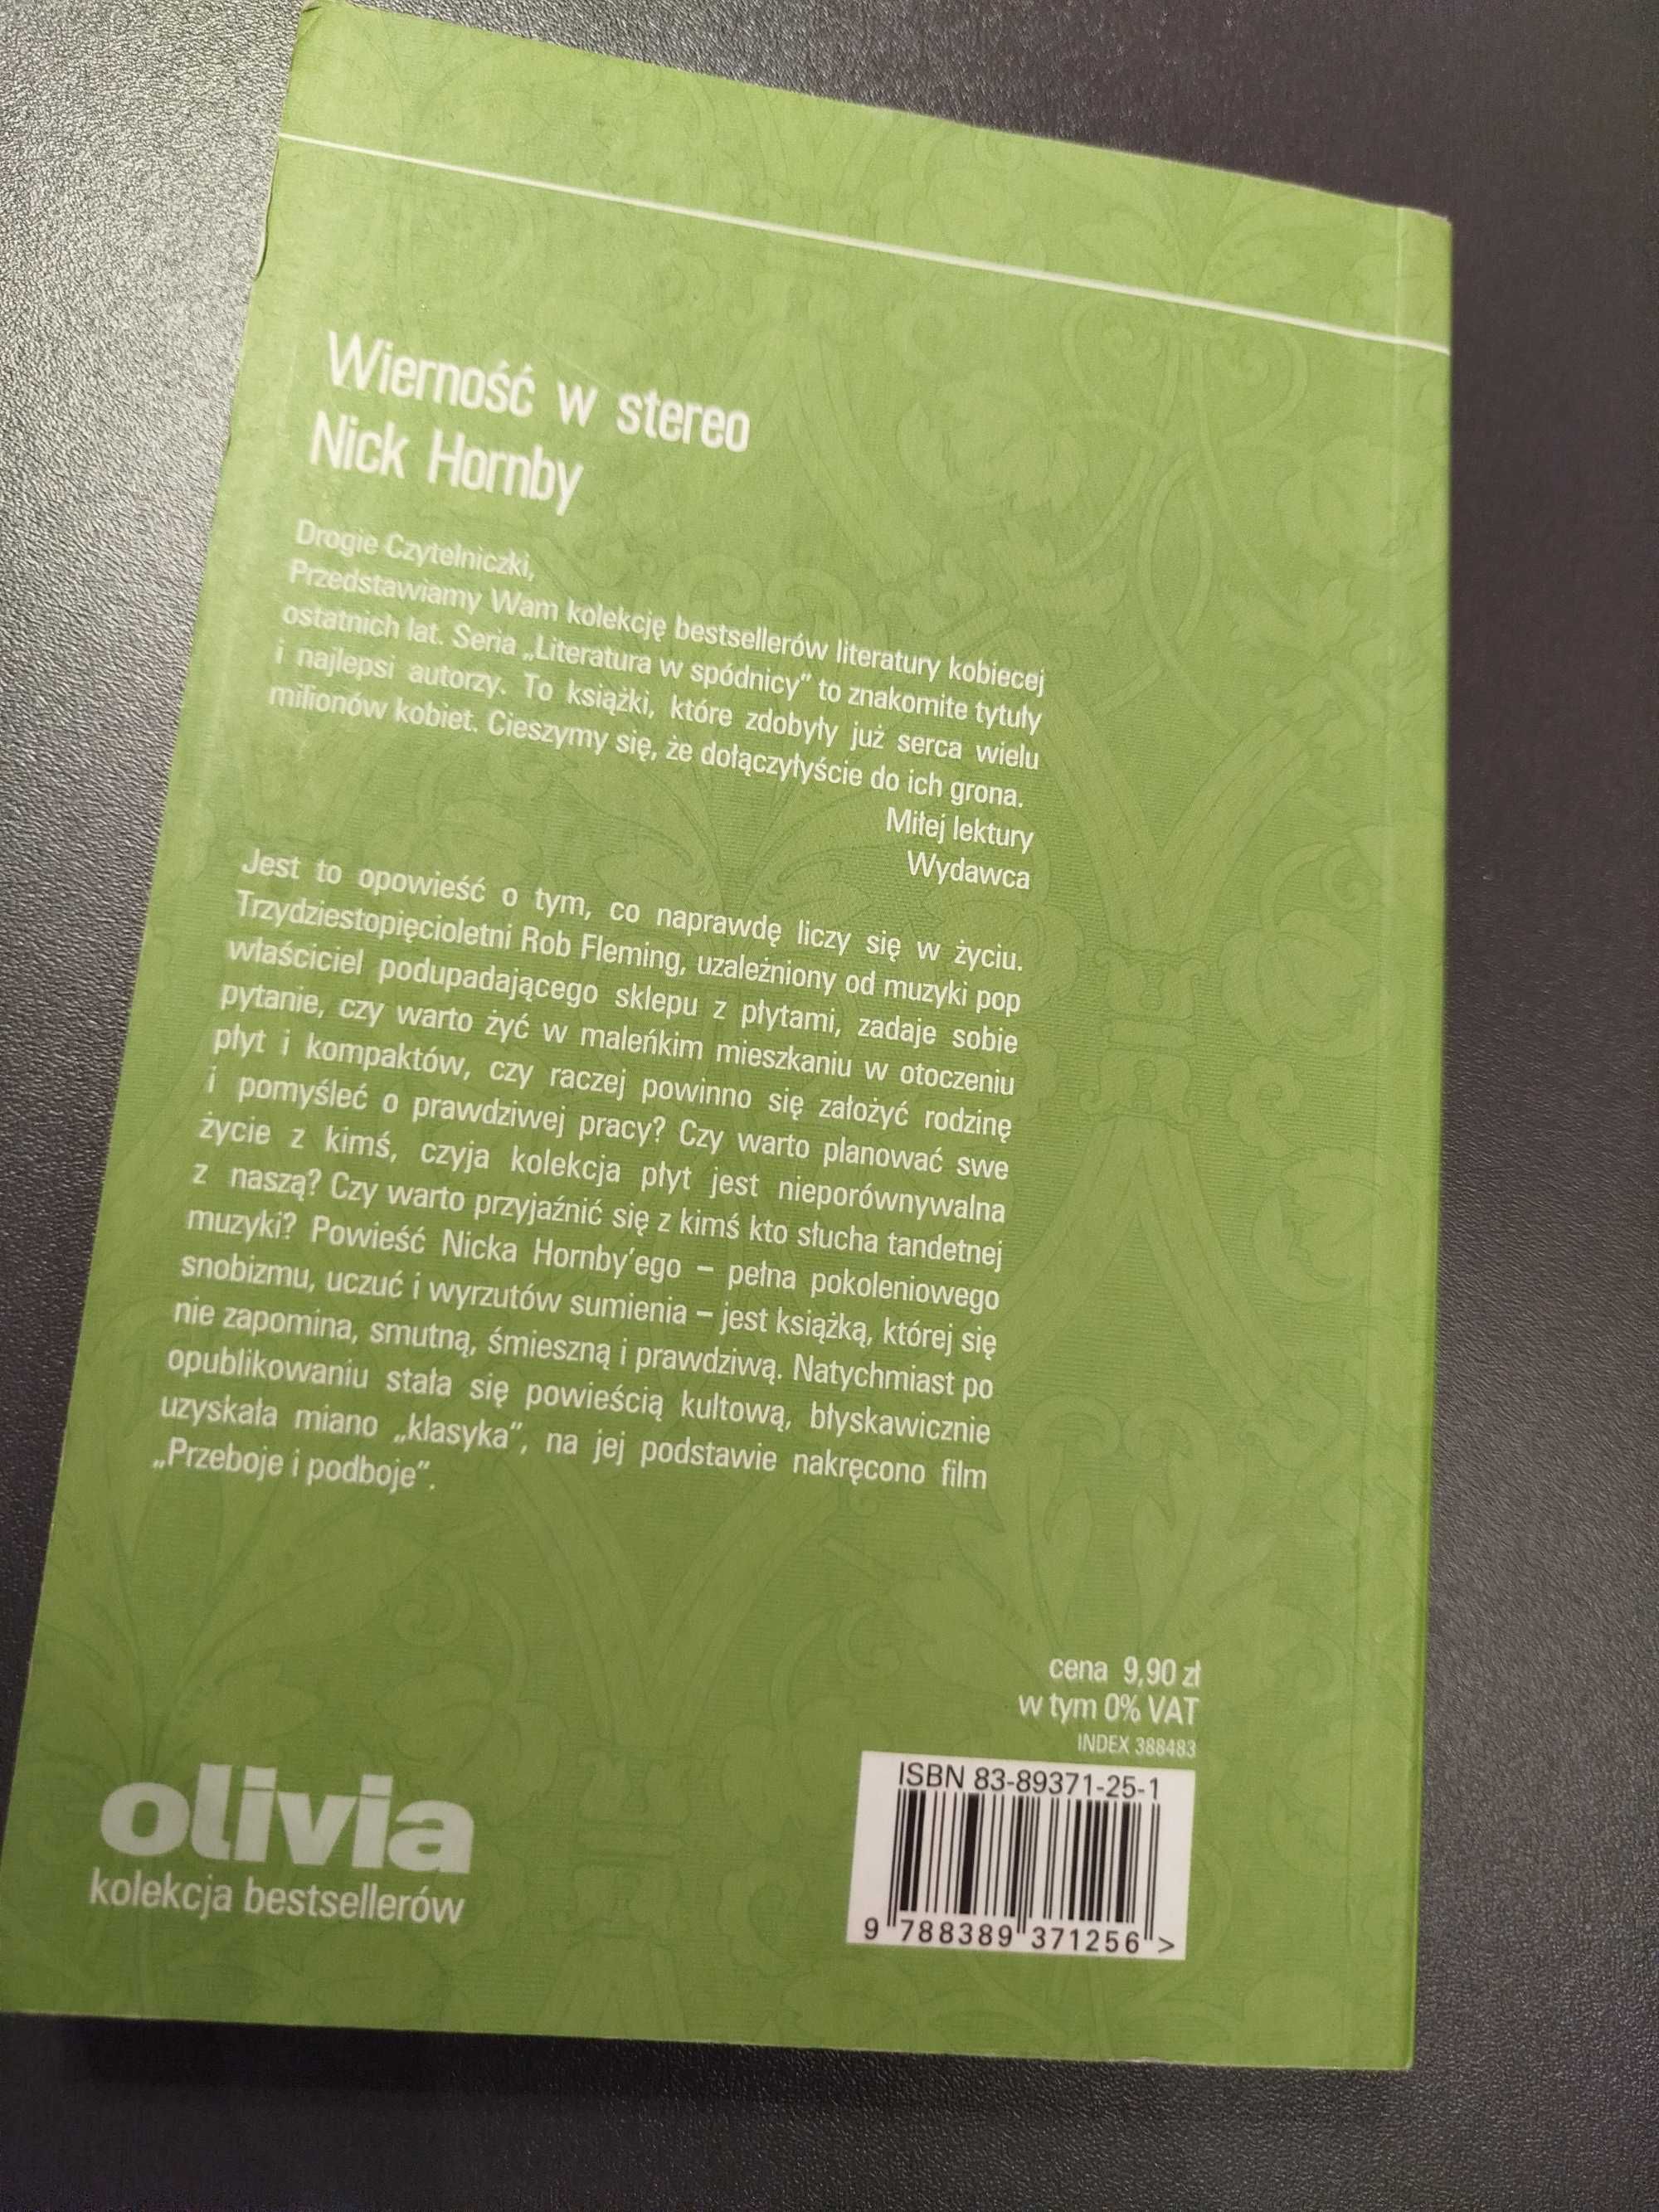 Wierność w stereo
Nick Hornby
Drogie Czytelniczki,
Przedstawiamy Wam kolekcję bestsellerów literatury kobiecej
ostatnich lat. Seria „Literatura w spódnicy" to znakomite tytuły
i najlepsi autorzy. To książki, które zdobyły już serca wielu
milionów kobiet. Cieszymy się, że dołączyłyście do ich grona.
Miłej lektury
Wydawca
Jest to opowieść o tym, co naprawdę liczy się w życiu.
Trzydziestopięcioletni Rob Fleming, uzależniony od muzyki pop
właściciel podupadającego sklepu z płytami, zadaje sobie
pytanie, czy warto żyć w maleńkim mieszkaniu w otoczeniu
płyt i kompaktów, czy raczej powinno się założyć rodzinę
i pomyśleć o prawdziwej pracy? Czy warto planować swe
życie z kimś, czyja kolekcja płyt jest nieporównywalna
z naszą? Czy warto przyjaźnić się z kimś kto słucha tandetnej
muzyki? Powieść Nicka Hornby'ego – pełna pokoleniowego
snobizmu, uczuć i wyrzutów sumienia – jest książką, której się
nie zapomina, smutną, śmieszną i prawdziwą. Natychmiast po
opublikowaniu stała się powieścią kultową, błyskawicznie
uzyskała miano „klasyka", na jej podstawie nakręcono film
„Przeboje i podboje".
cena 9,90 zł
w tym 0% VAT
INDEX 388483
ISBN 83-89371-25-1
9 788389 371256 >
olivia
kolekcja bestsellerów